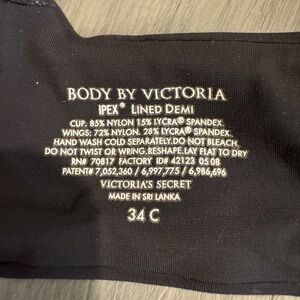 BODY BY VICTORIA
IPEX® LINED DEMI
CUP: 85% NYLON 15% LYCRA® SPANDEX
WINGS: 72% NYLON. 28% LYCRA® SPANDEX.
HAND WASH COLD SEPARATELY. DO NOT BLEACH.
DO NOT TWIST OR WRING. RESHAPE. LAY FLAT TO DRY
RN# 70817 FACTORY ID# 42123 05 08
PATENT# 7,052,360 / 6,997,775 / 6,986,696
VICTORIA'S SECRET
MADE IN SRI LANKA
34 C